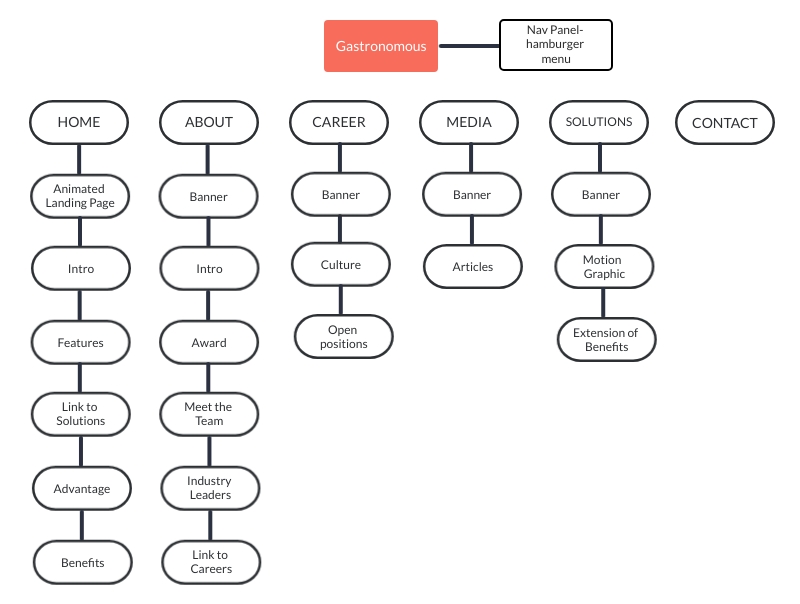 Gastronomous
Nav Panel-
hamburger
menu
HOME
ABOUT
CAREER
MEDIA
SOLUTIONS
CONTACT
Animated
Landing Page
Banner
Banner
Banner
Banner
Intro
Intro
Culture
Articles
Motion
Graphic
Features
Award
Open
positions
Extension of
Benefits
Link to
Solutions
Meet the
Team
Advantage
Industry
Leaders
Benefits
Link to
Careers